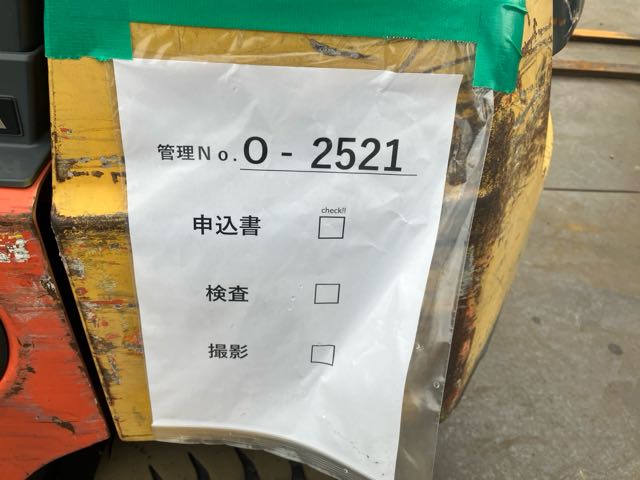 管理No. O - 2521
check!!
申込書 □
検査 □
撮影 □